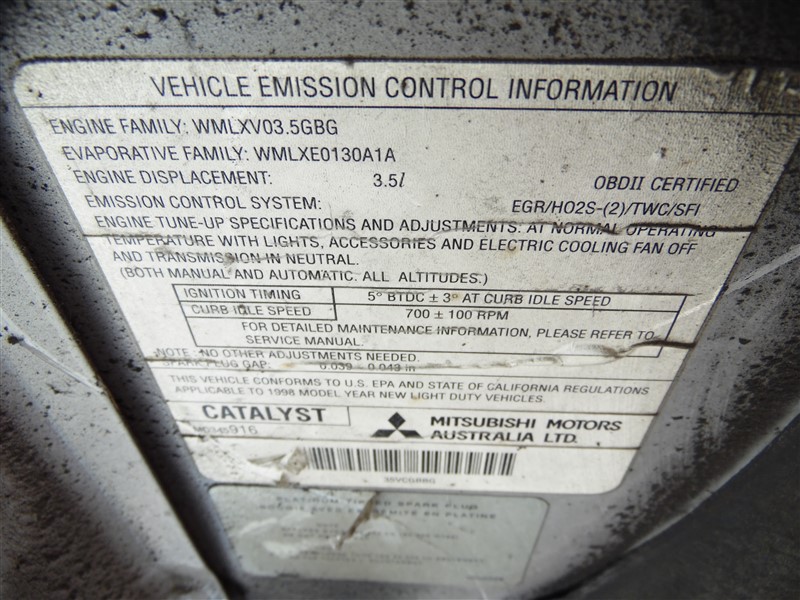 VEHICLE EMISSION CONTROL INFORMATION
ENGINE FAMILY: WMLXV03.5GBG
EVAPORATIVE FAMILY: WMLXE0130A1A
ENGINE DISPLACEMENT: 3.5l OBDII CERTIFIED
EMISSION CONTROL SYSTEM: EGR/HO2S-(2)/TWC/SFI
ENGINE TUNE-UP SPECIFICATIONS AND ADJUSTMENTS. AT NORMAL OPERATING
TEMPERATURE WITH LIGHTS, ACCESSORIES AND ELECTRIC COOLING FAN OFF
AND TRANSMISSION IN NEUTRAL.
(BOTH MANUAL AND AUTOMATIC. ALL ALTITUDES.)
IGNITION TIMING 5° BTDC ± 3° AT CURB IDLE SPEED
CURB IDLE SPEED 700 ± 100 RPM
FOR DETAILED MAINTENANCE INFORMATION, PLEASE REFER TO
SERVICE MANUAL.
NOTE: NO OTHER ADJUSTMENTS NEEDED.
SPARK PLUG GAP: 0.039 - 0.043 in
THIS VEHICLE CONFORMS TO U.S. EPA AND STATE OF CALIFORNIA REGULATIONS
APPLICABLE TO 1998 MODEL YEAR NEW LIGHT DUTY VEHICLES.
CATALYST MITSUBISHI MOTORS
916 AUSTRALIA LTD.
PLATINUM TIPPED SPARK PLUG